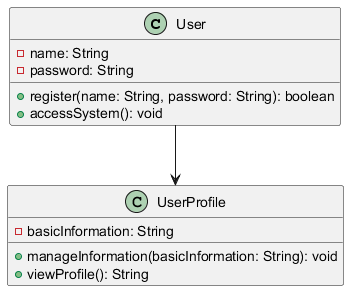 C User
name: String
password: String
register(name: String, password: String): boolean
accessSystem(): void
C UserProfile
basicInformation: String
manageInformation(basicInformation: String): void
viewProfile(): String